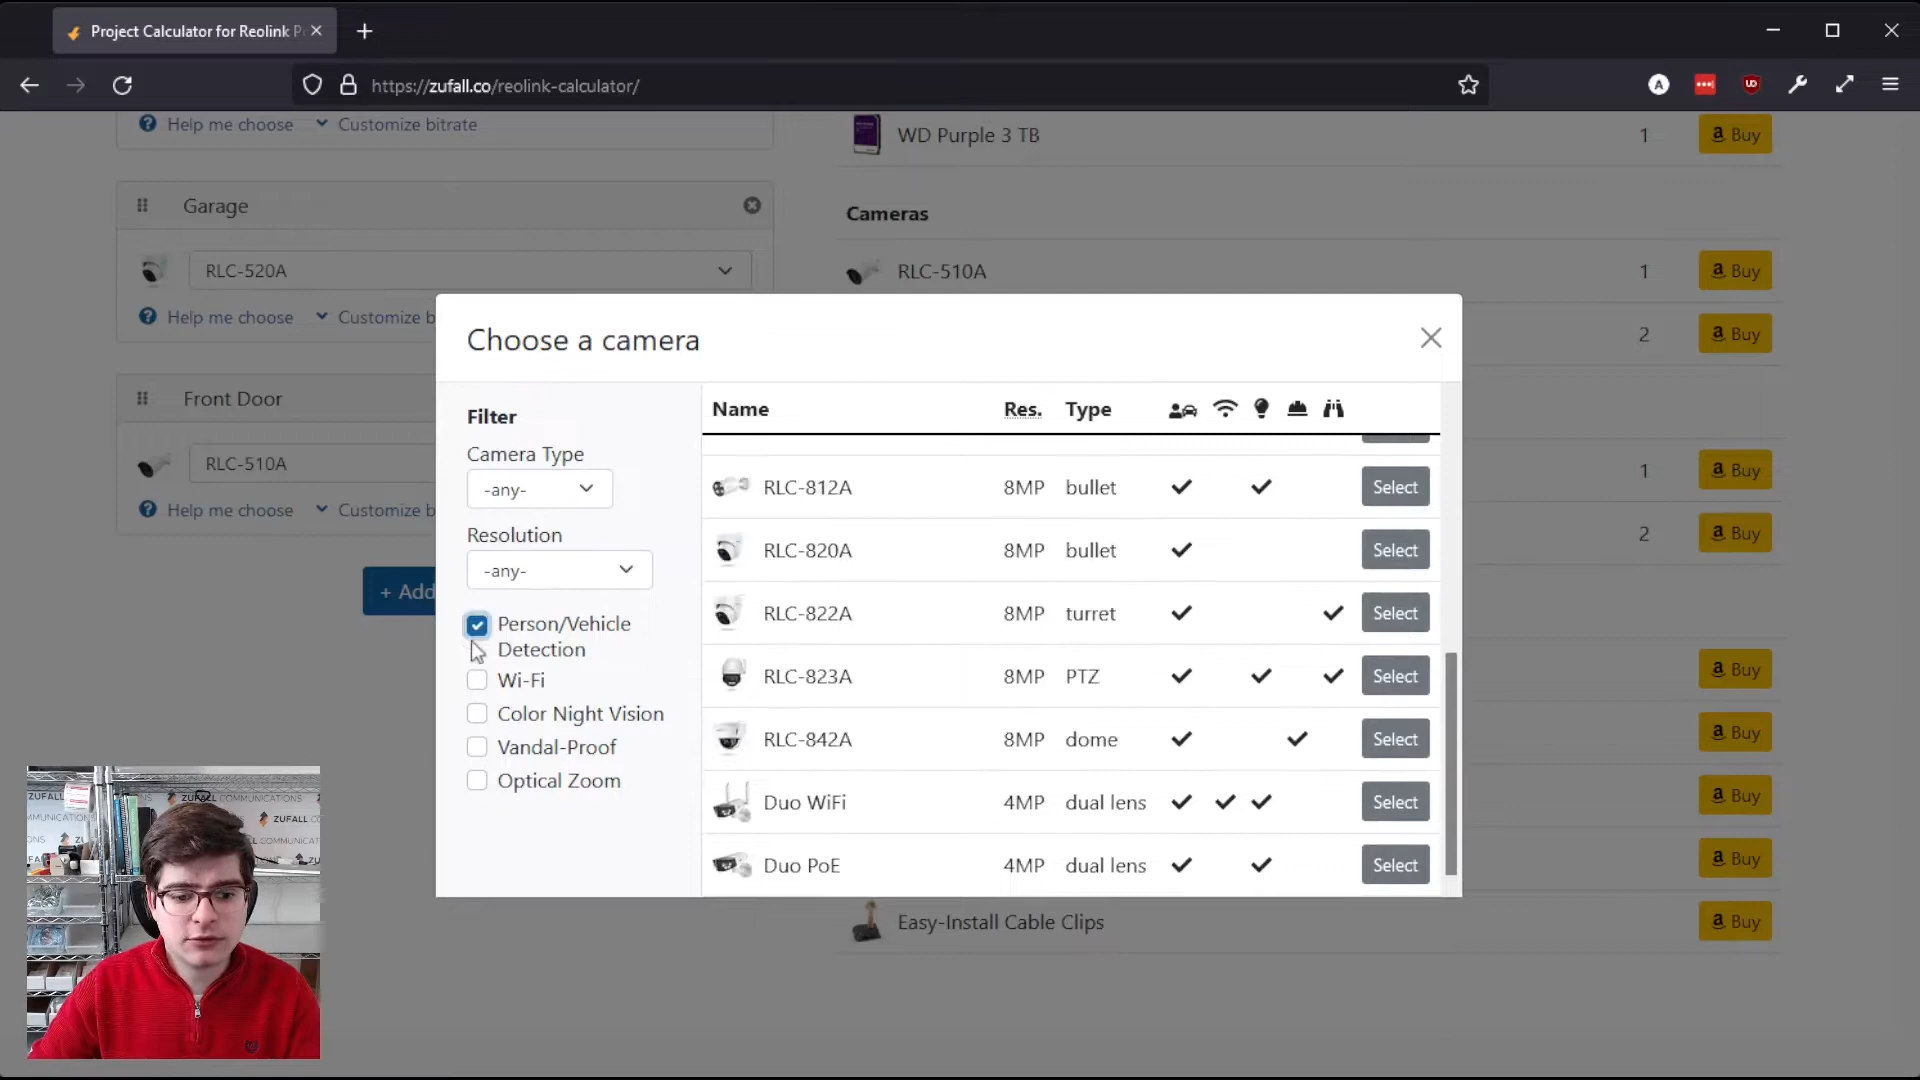 Project Calculator for Reolink P
https://zufall.co/reolink-calculator/
Help me choose
Customize bitrate
WD Purple 3 TB
1
Buy
Garage
Cameras
RLC-520A
RLC-510A
1
Buy
Help me choose
Customize b
2
Buy
Front Door
RLC-510A
1
Buy
Help me choose
Customize b
2
Buy
+ Add
Buy
Buy
Buy
Buy
Easy-Install Cable Clips
Buy
Choose a camera
Filter
Camera Type
-any-
Resolution
-any-
Person/Vehicle
Detection
Wi-Fi
Color Night Vision
Vandal-Proof
Optical Zoom
Name Res. Type
RLC-812A 8MP bullet Select
RLC-820A 8MP bullet Select
RLC-822A 8MP turret Select
RLC-823A 8MP PTZ Select
RLC-842A 8MP dome Select
Duo WiFi 4MP dual lens Select
Duo PoE 4MP dual lens Select
ZUFALL COMMUNICATIONS
ZUFALL COM